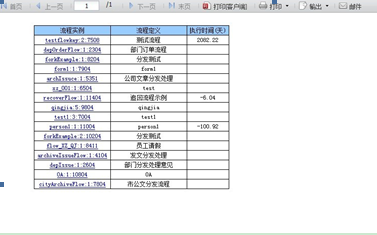 首页 上一页 1 /1 下一页 末页 打印[客户端] 打印 输出 邮件
流程实例 流程定义 执行时间(天)
testflowkey:2:7508 测试流程 2082.22
depOrderFlow:1:2304 部门订单流程
forkExample:1:8204 分发测试
form1:1:7904 form1
archIssuce:1:5351 公司文章分发处理
zz_001:1:6504 test
recoverFlow:1:11404 追回流程示例 -6.04
qingjia:5:9804 qingjia
test1:3:7004 test1
person1:1:11004 person1 -100.92
forkExample:2:10204 分发测试
flow_YZ_QJ:1:8411 员工请假
archiveIssueFlow:1:4104 发文分发处理
depIssue:1:2604 部门分发处理意见
OA:1:10804 OA
cityArchiveFlow:1:7804 市公文分发流程